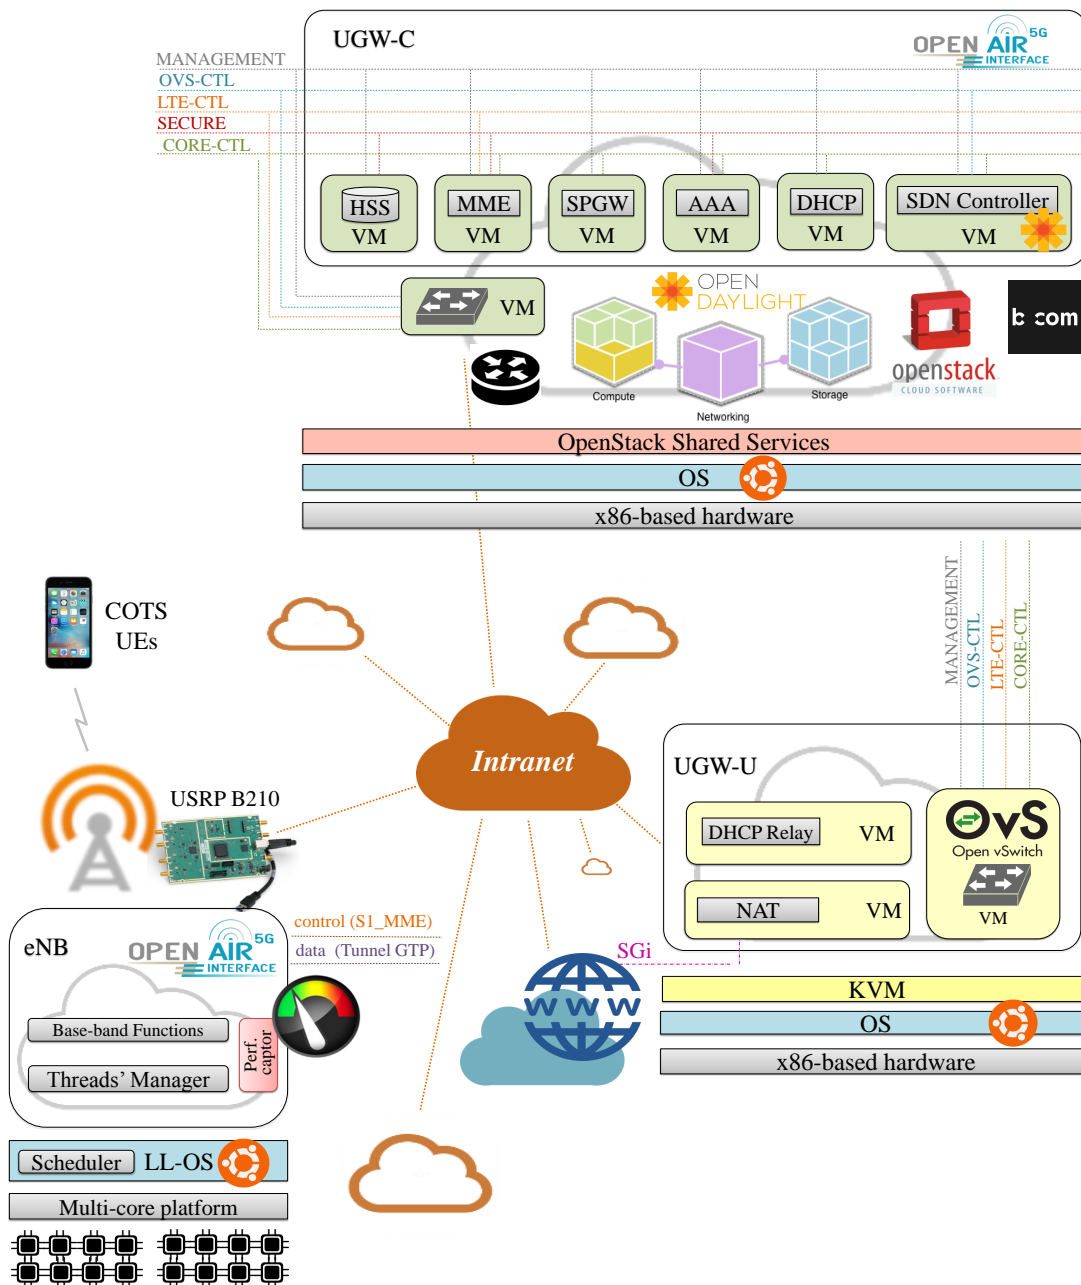 UGW-C
OPEN AIR 5G
INTERFACE
MANAGEMENT
OVS-CTL
LTE-CTL
SECURE
CORE-CTL
HSS
VM
MME
VM
SPGW
VM
AAA
VM
DHCP
VM
SDN Controller
VM
VM
OPEN
DAYLIGHT
openstack
CLOUD SOFTWARE
b com
Compute
Networking
Storage
OpenStack Shared Services
OS
x86-based hardware
MANAGEMENT
OVS-CTL
LTE-CTL
CORE-CTL
COTS
UEs
Intranet
USRP B210
UGW-U
DHCP Relay
VM
NAT
VM
OvS
Open vSwitch
VM
SGi
www
KVM
OS
x86-based hardware
control (S1_MME)
data (Tunnel GTP)
eNB
OPEN AIR 5G
INTERFACE
Base-band Functions
Threads’ Manager
Perf.
captor
Scheduler
LL-OS
Multi-core platform